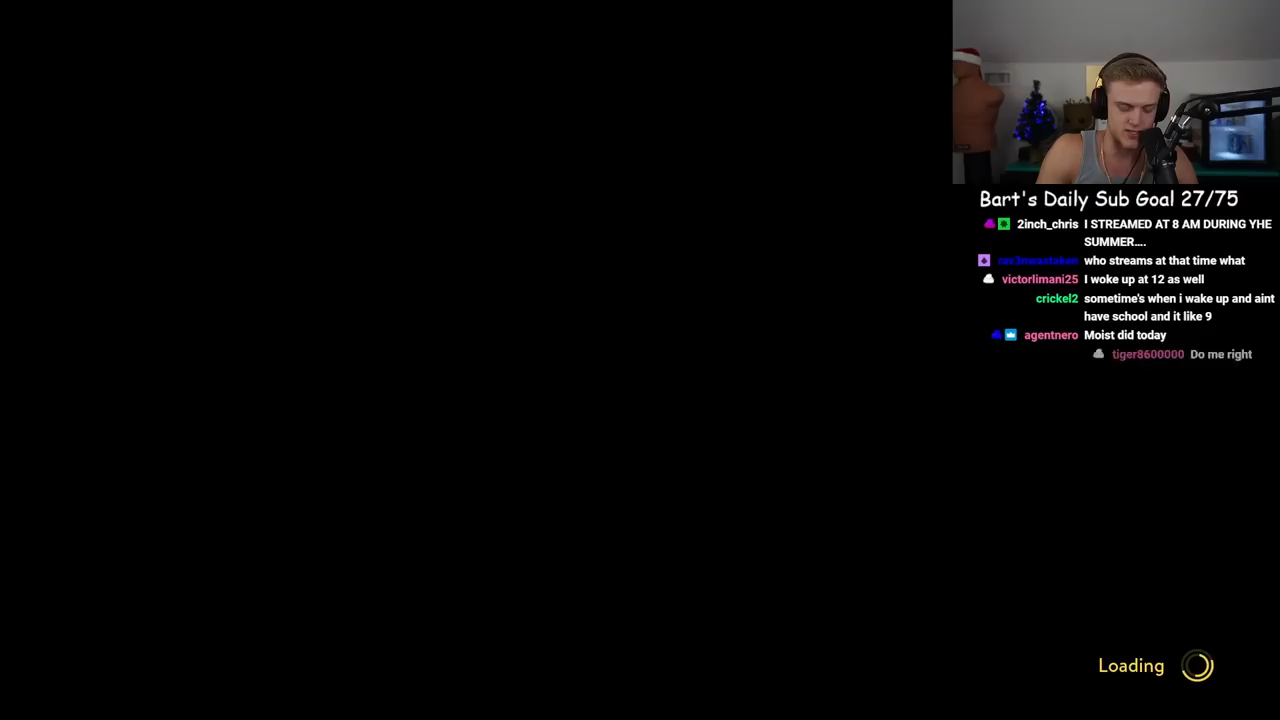 Bart's Daily Sub Goal 27/75
2inch_chris I STREAMED AT 8 AM DURING YHE
SUMMER....
who streams at that time what
victorlimani25 I woke up at 12 as well
crickel2 sometime's when i wake up and aint
have school and it like 9
agentnero Moist did today
tiger8600000 Do me right
Loading